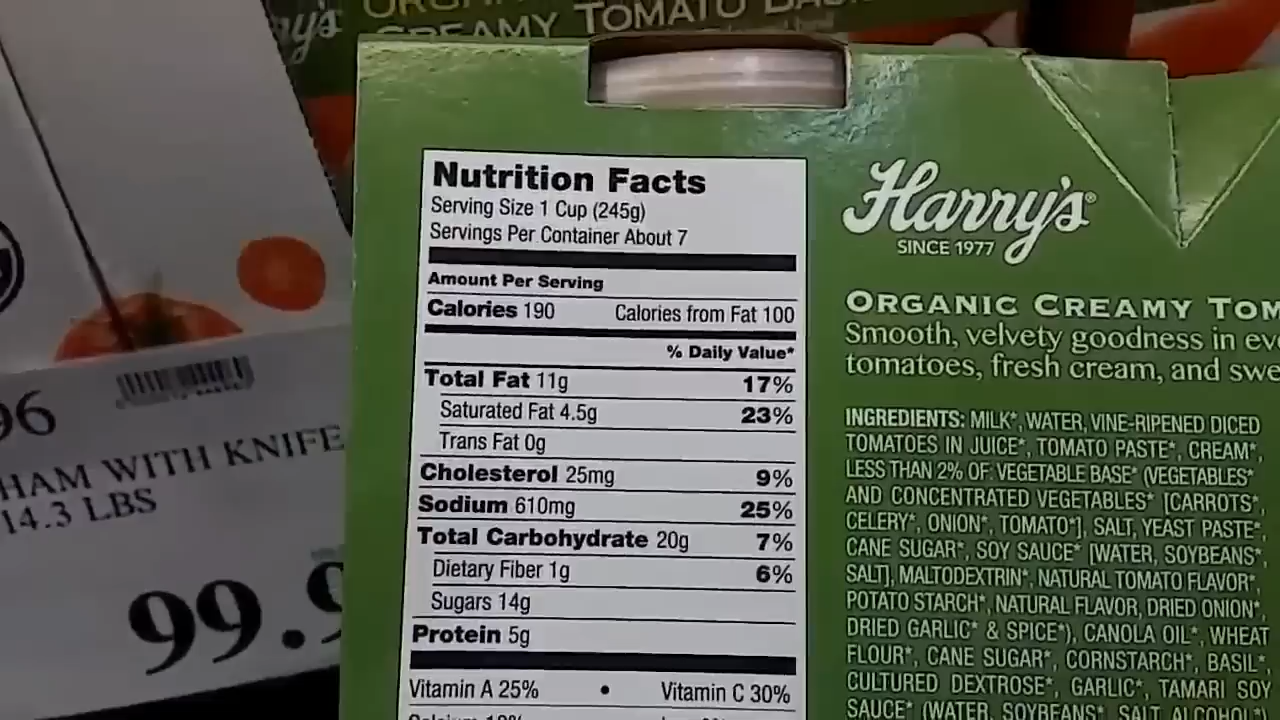 CREAMY TOMATO
Nutrition Facts
Serving Size 1 Cup (245g)
Servings Per Container About 7
Amount Per Serving
Calories 190 Calories from Fat 100
% Daily Value*
Total Fat 11g 17%
Saturated Fat 4.5g 23%
Trans Fat 0g
Cholesterol 25mg 9%
Sodium 610mg 25%
Total Carbohydrate 20g 7%
Dietary Fiber 1g 6%
Sugars 14g
Protein 5g
Vitamin A 25% • Vitamin C 30%
Harry's®
SINCE 1977
ORGANIC CREAMY TOM
Smooth, velvety goodness in
tomatoes, fresh cream, and
INGREDIENTS: MILK*, WATER, VINE-RIPENED DICED
TOMATOES IN JUICE*, TOMATO PASTE*, CREAM*,
LESS THAN 2% OF: VEGETABLE BASE* (VEGETABLES*
AND CONCENTRATED VEGETABLES* [CARROTS*,
CELERY*, ONION*, TOMATO*], SALT, YEAST PASTE*,
CANE SUGAR*, SOY SAUCE* [WATER, SOYBEANS*,
SALT], MALTODEXTRIN*, NATURAL TOMATO FLAVOR*,
POTATO STARCH*, NATURAL FLAVOR, DRIED ONION*,
DRIED GARLIC* & SPICE*), CANOLA OIL*, WHEAT
FLOUR*, CANE SUGAR*, CORNSTARCH*, BASIL*,
CULTURED DEXTROSE*, GARLIC*, TAMARI SOY
SAUCE* (WATER, SOYBEANS*, SALT, ALCOHOL*)
96
HAM WITH KNIFE
14.3 LBS
99.9